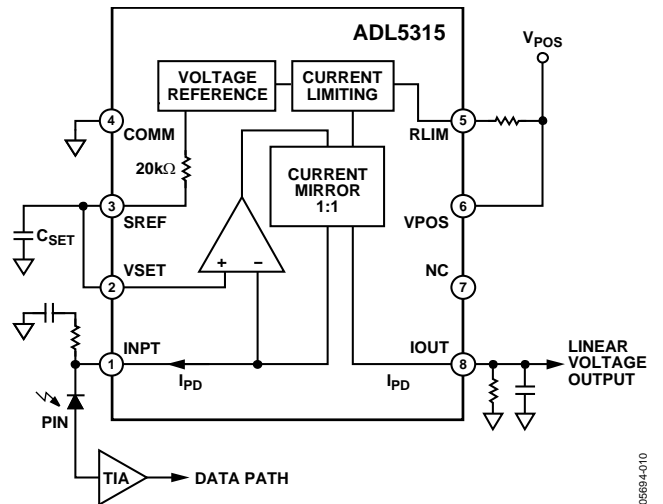 ADL5315
V_POS
VOLTAGE
REFERENCE
CURRENT
LIMITING
4
COMM
5
RLIM
20kΩ
CURRENT
MIRROR
1:1
3
SREF
6
VPOS
C_SET
+
−
VSET
2
NC
7
INPT
1
I_PD
IOUT
8
I_PD
LINEAR
VOLTAGE
OUTPUT
PIN
TIA
DATA PATH
05694-010